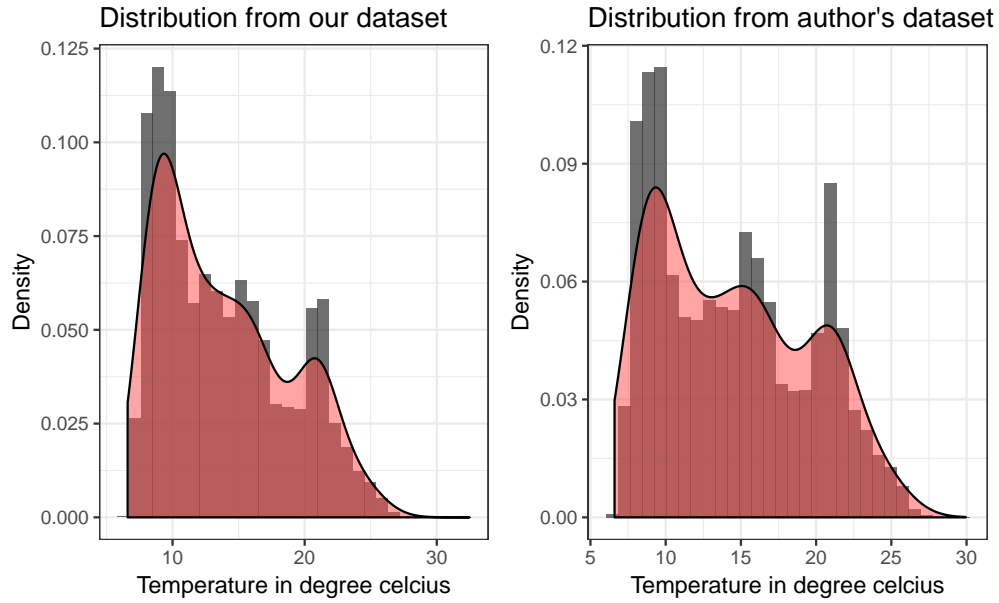 Distribution from our dataset
0.125
0.100
0.075
0.050
0.025
0.000
Density
10 20 30
Temperature in degree celcius
Distribution from author's dataset
0.12
0.09
0.06
0.03
0.00
Density
5 10 15 20 25 30
Temperature in degree celcius